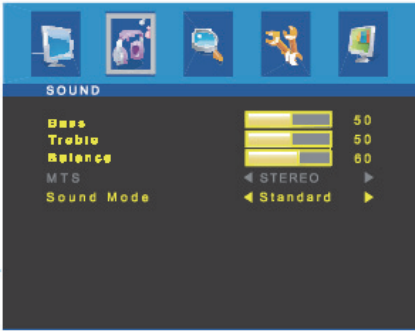 SOUND
Bass 50
Treble 50
Balance 60
MTS STEREO
Sound Mode Standard